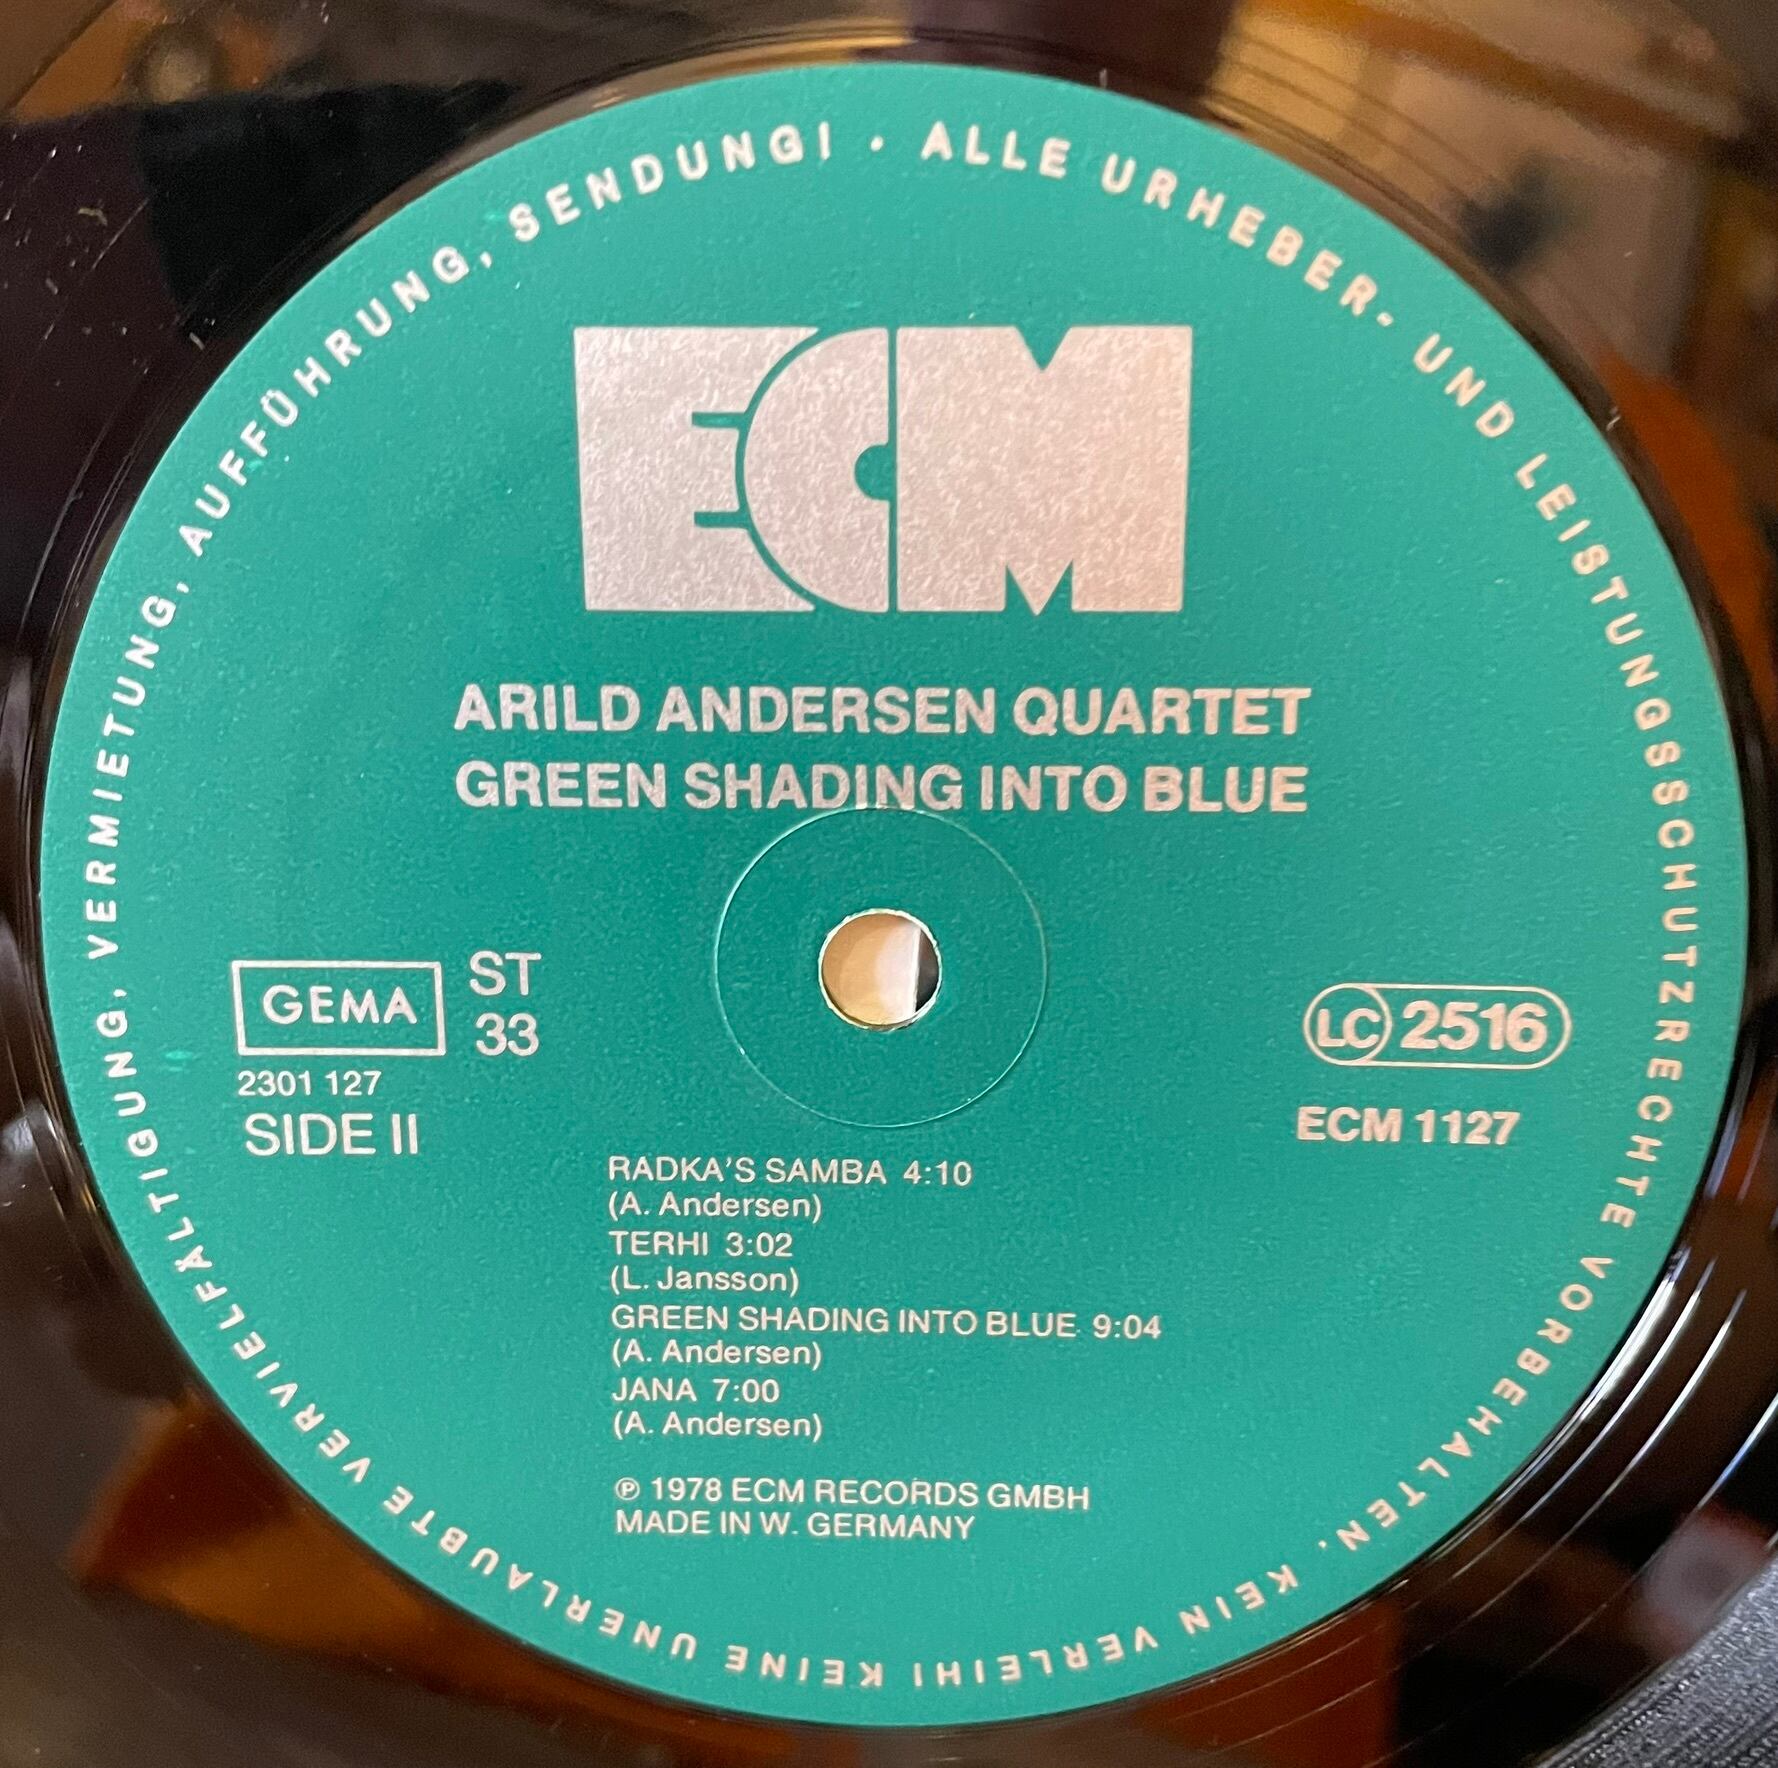 ALLE URHEBER- UND LEISTUNGSSCHUTZRECHTE VORBEHALTEN. KEIN VERLEIH! KEINE UNERLAUBTE VERVIELFÄLTIGUNG, VERMIETUNG, AUFFÜHRUNG, SENDUNG! •
ECM
ARILD ANDERSEN QUARTET
GREEN SHADING INTO BLUE
GEMA
ST
33
2301 127
SIDE II
LC 2516
ECM 1127
RADKA'S SAMBA 4:10
(A. Andersen)
TERHI 3:02
(L. Jansson)
GREEN SHADING INTO BLUE 9:04
(A. Andersen)
JANA 7:00
(A. Andersen)
℗ 1978 ECM RECORDS GMBH
MADE IN W. GERMANY